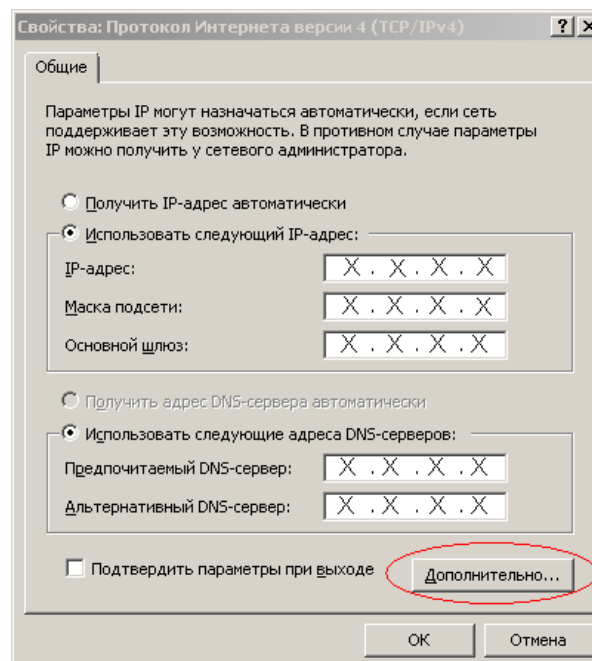 Свойства: Протокол Интернета версии 4 (TCP/IPv4)
Общие
Параметры IP могут назначаться автоматически, если сеть
поддерживает эту возможность. В противном случае параметры
IP можно получить у сетевого администратора.
Получить IP-адрес автоматически
Использовать следующий IP-адрес:
IP-адрес: X . X . X . X
Маска подсети: X . X . X . X
Основной шлюз: X . X . X . X
Получить адрес DNS-сервера автоматически
Использовать следующие адреса DNS-серверов:
Предпочитаемый DNS-сервер: X . X . X . X
Альтернативный DNS-сервер: X . X . X . X
Подтвердить параметры при выходе
Дополнительно...
OK Отмена